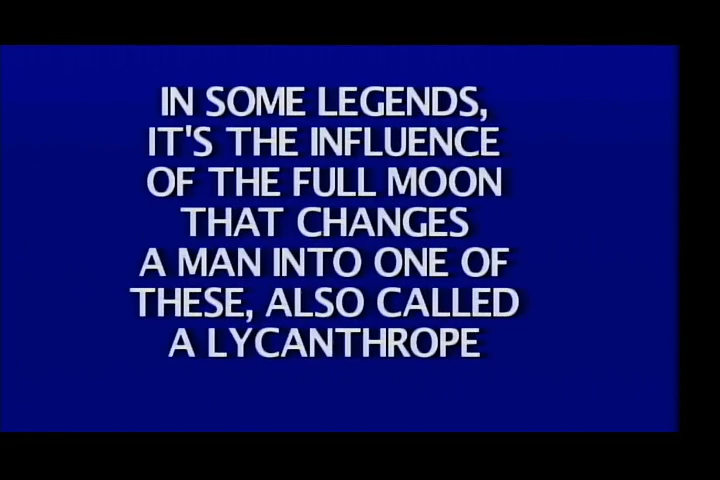 IN SOME LEGENDS,
IT'S THE INFLUENCE
OF THE FULL MOON
THAT CHANGES
A MAN INTO ONE OF
THESE, ALSO CALLED
A LYCANTHROPE